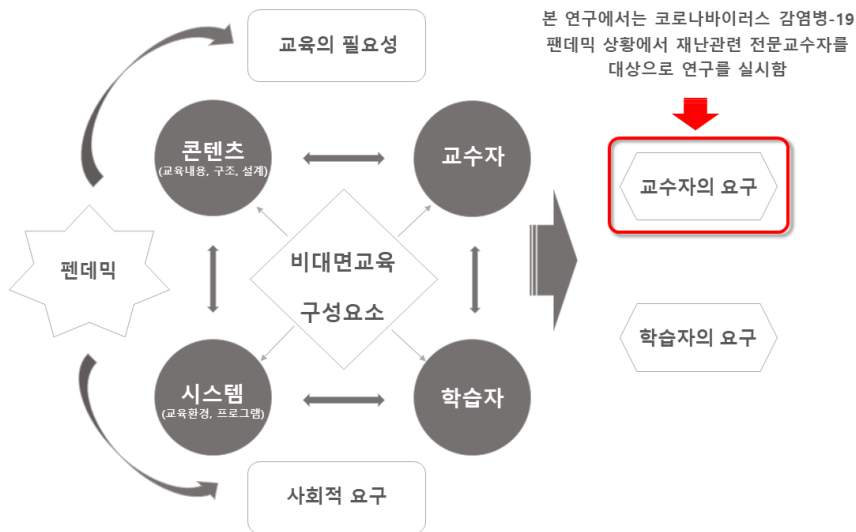 본 연구에서는 코로나바이러스 감염병-19
팬데믹 상황에서 재난관련 전문교수자를
대상으로 연구를 실시함
교육의 필요성
콘텐츠
(교육내용, 구조, 설계)
교수자
교수자의 요구
펜데믹
비대면교육
구성요소
학습자의 요구
시스템
(교육환경, 프로그램)
학습자
사회적 요구